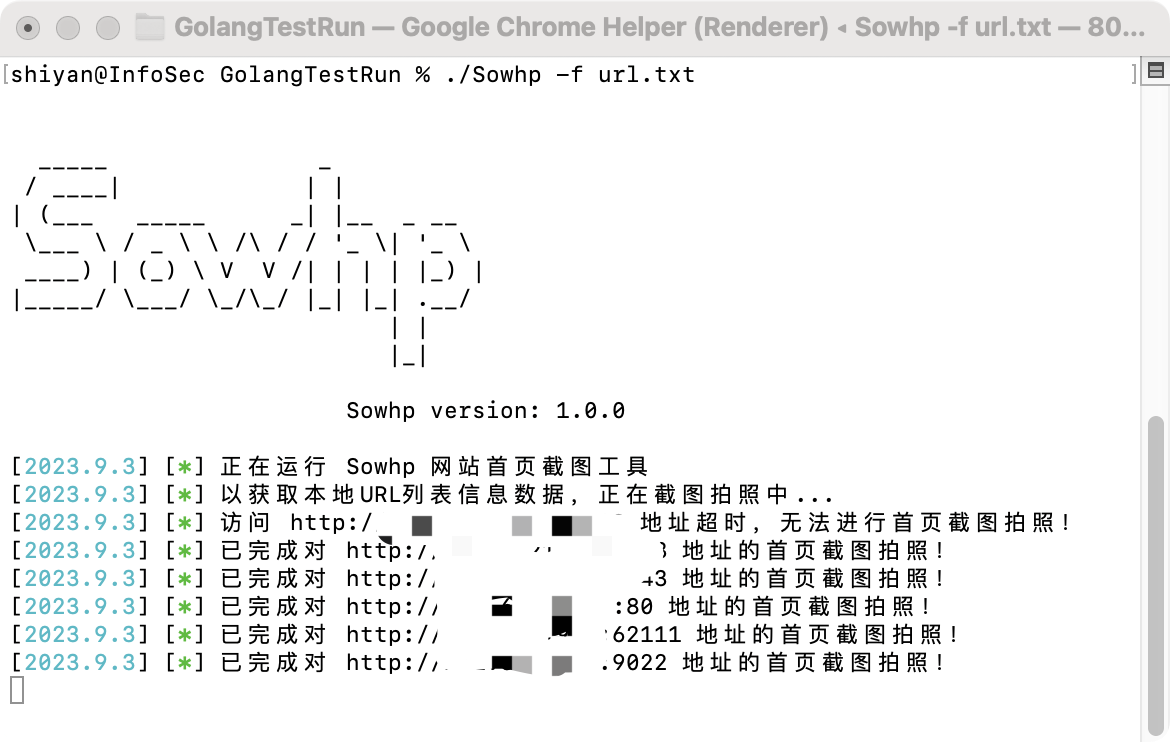 GolangTestRun — Google Chrome Helper (Renderer) ◂ Sowhp -f url.txt — 80...
[shiyan@InfoSec GolangTestRun % ./Sowhp -f url.txt ]
  _____               _
 / ____|             | |
| (___   _____      _| |__  _ __
 \___ \ / _ \ \ /\ / / '_ \| '_ \
 ____) | (_) \ V  V /| | | | |_) |
|_____/ \___/ \_/\_/ |_| |_| .__/
                           | |
                           |_|
Sowhp version: 1.0.0
[2023.9.3] [*] 正在运行 Sowhp 网站首页截图工具
[2023.9.3] [*] 以获取本地URL列表信息数据, 正在截图拍照中...
[2023.9.3] [*] 访问 http:/ 地址超时, 无法进行首页截图拍照!
[2023.9.3] [*] 已完成对 http:/ 地址的首页截图拍照!
[2023.9.3] [*] 已完成对 http:/ 3 地址的首页截图拍照!
[2023.9.3] [*] 已完成对 http:/ :80 地址的首页截图拍照!
[2023.9.3] [*] 已完成对 http:/ 62111 地址的首页截图拍照!
[2023.9.3] [*] 已完成对 http:// 9022 地址的首页截图拍照!